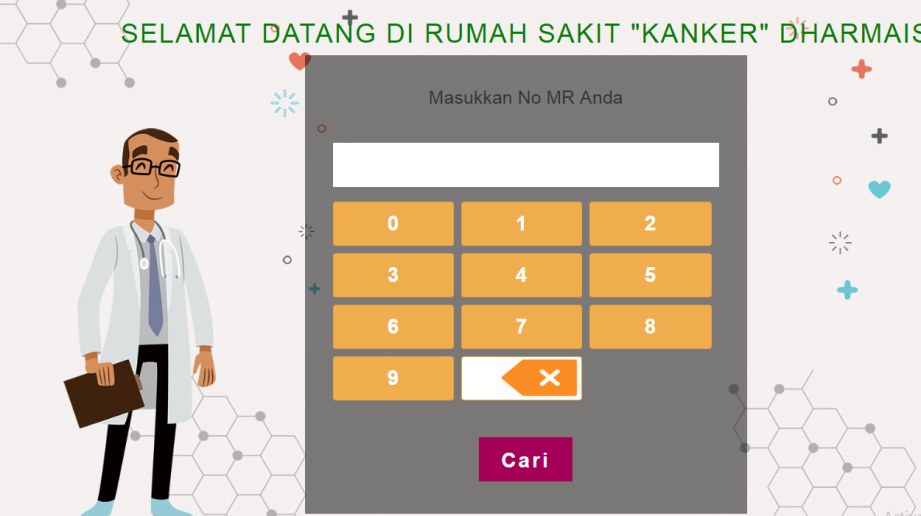 SELAMAT DATANG DI RUMAH SAKIT "KANKER" DHARMAIS
Masukkan No MR Anda
0 1 2
3 4 5
6 7 8
9
Cari